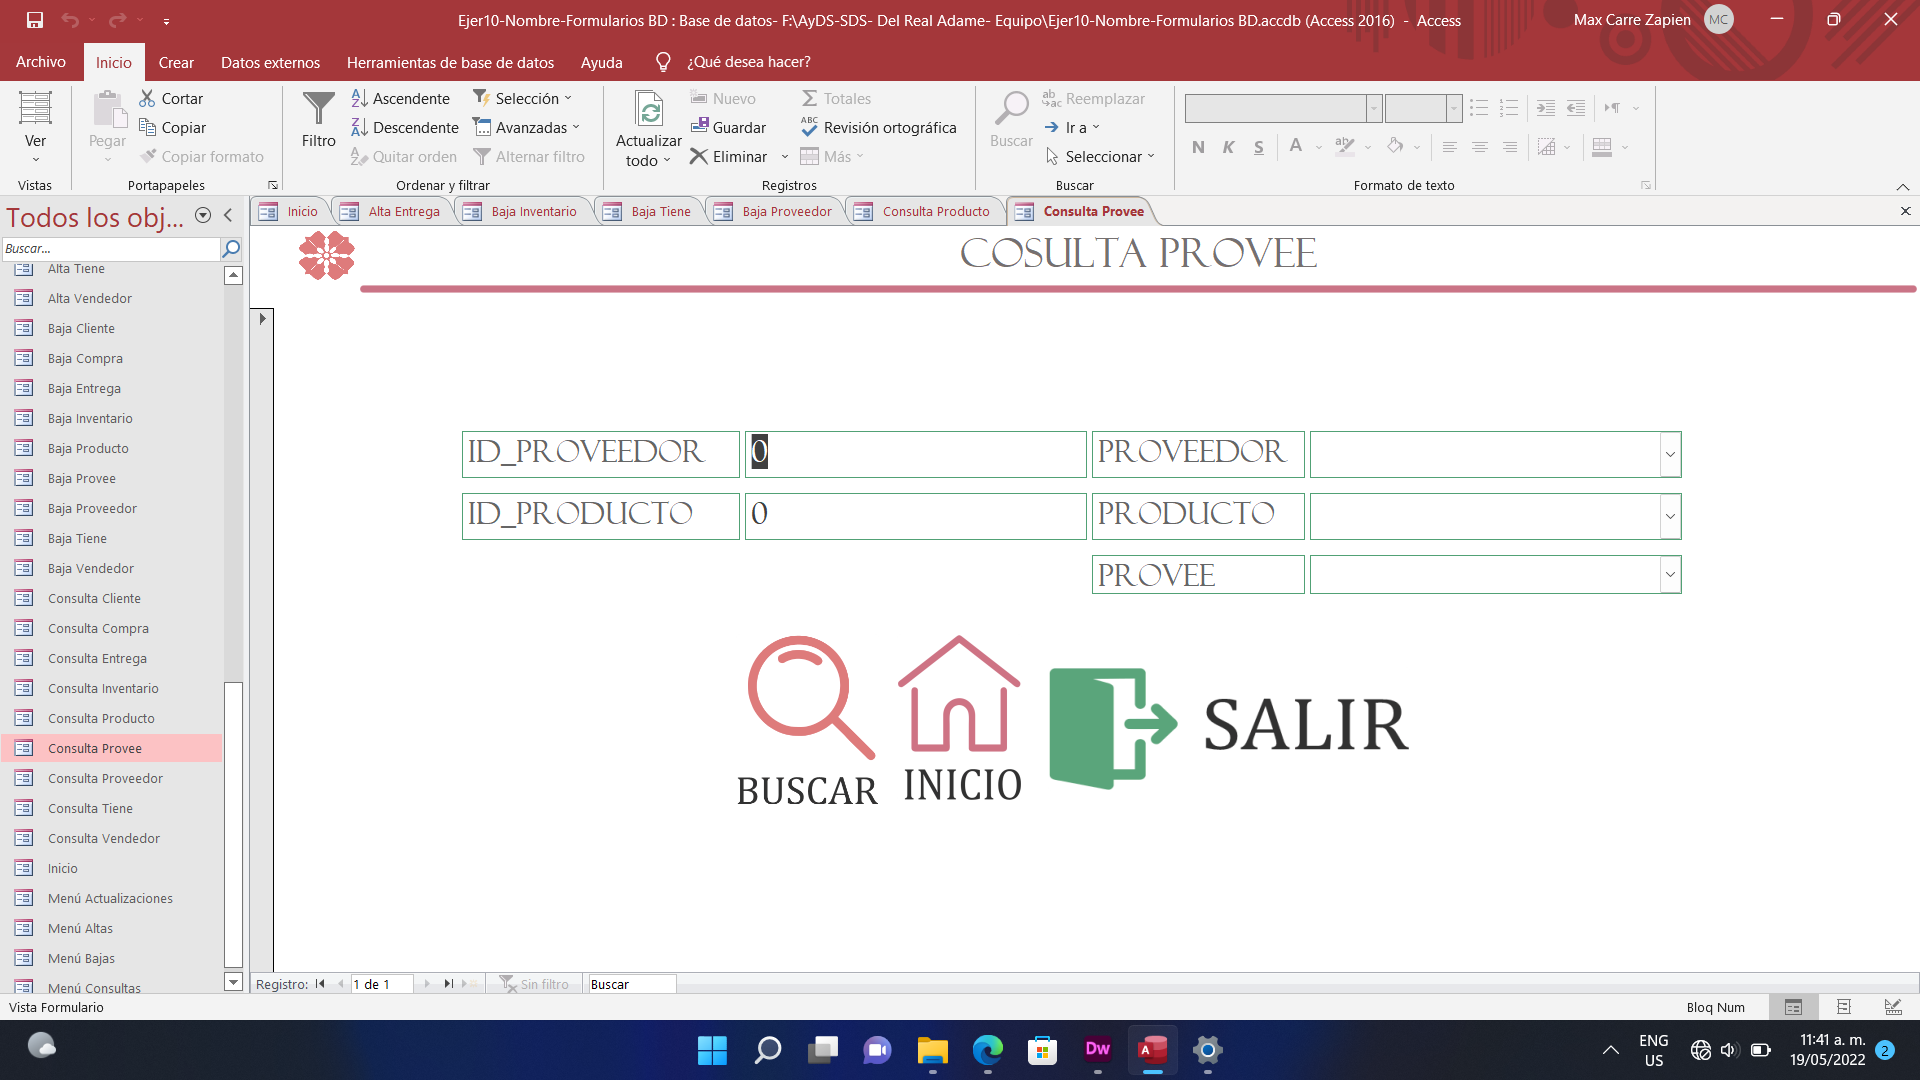 Ejer10-Nombre-Formularios BD : Base de datos- F:\AyDS-SDS- Del Real Adame- Equipo\Ejer10-Nombre-Formularios BD.accdb (Access 2016) - Access
Max Carre Zapien
MC
Archivo Inicio Crear Datos externos Herramientas de base de datos Ayuda ¿Qué desea hacer?
Ver
Vistas
Pegar
Cortar
Copiar
Copiar formato
Portapapeles
Filtro
Ascendente
Descendente
Quitar orden
Selección
Avanzadas
Alternar filtro
Ordenar y filtrar
Actualizar
todo
Nuevo
Guardar
Eliminar
Totales
Revisión ortográfica
Más
Registros
Buscar
Reemplazar
Ir a
Seleccionar
Buscar
N K S A
Formato de texto
Todos los obj...
Buscar...
Alta Tiene
Alta Vendedor
Baja Cliente
Baja Compra
Baja Entrega
Baja Inventario
Baja Producto
Baja Provee
Baja Proveedor
Baja Tiene
Baja Vendedor
Consulta Cliente
Consulta Compra
Consulta Entrega
Consulta Inventario
Consulta Producto
Consulta Provee
Consulta Proveedor
Consulta Tiene
Consulta Vendedor
Inicio
Menú Actualizaciones
Menú Altas
Menú Bajas
Menú Consultas
Inicio Alta Entrega Baja Inventario Baja Tiene Baja Proveedor Consulta Producto Consulta Provee
COSULTA PROVEE
ID_PROVEEDOR 0 PROVEEDOR
ID_PRODUCTO 0 PRODUCTO
PROVEE
BUSCAR INICIO SALIR
Registro: 1 de 1 Sin filtro Buscar
Vista Formulario
Bloq Num
Dw
A
ENG
US
11:41 a. m.
19/05/2022
2